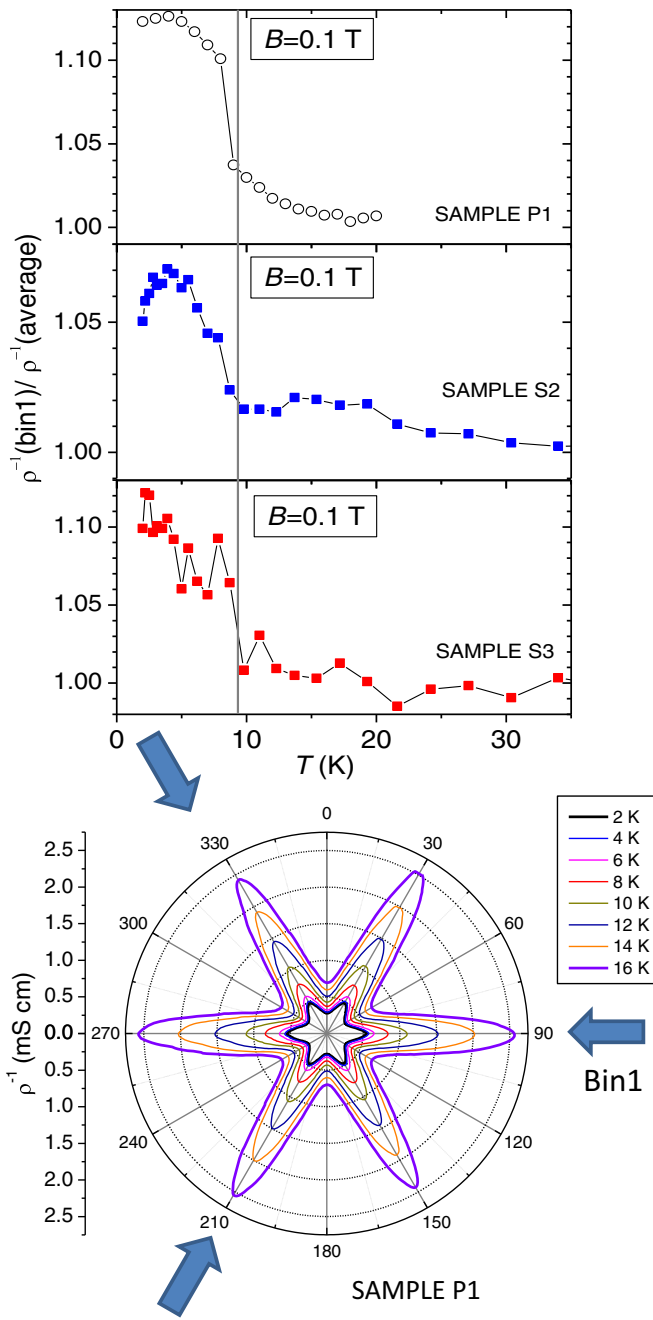 1.10
1.05
1.00
B=0.1 T
SAMPLE P1
ρ⁻¹(bin1)/ ρ⁻¹(average)
1.05
1.00
B=0.1 T
SAMPLE S2
1.10
1.05
1.00
B=0.1 T
SAMPLE S3
0 10 20 30
T (K)
2 K
4 K
6 K
8 K
10 K
12 K
14 K
16 K
ρ⁻¹ (mS cm)
2.5
2.0
1.5
1.0
0.5
0.0
0.5
1.0
1.5
2.0
2.5
0
30
60
90
120
150
180
210
240
270
300
330
Bin1
SAMPLE P1